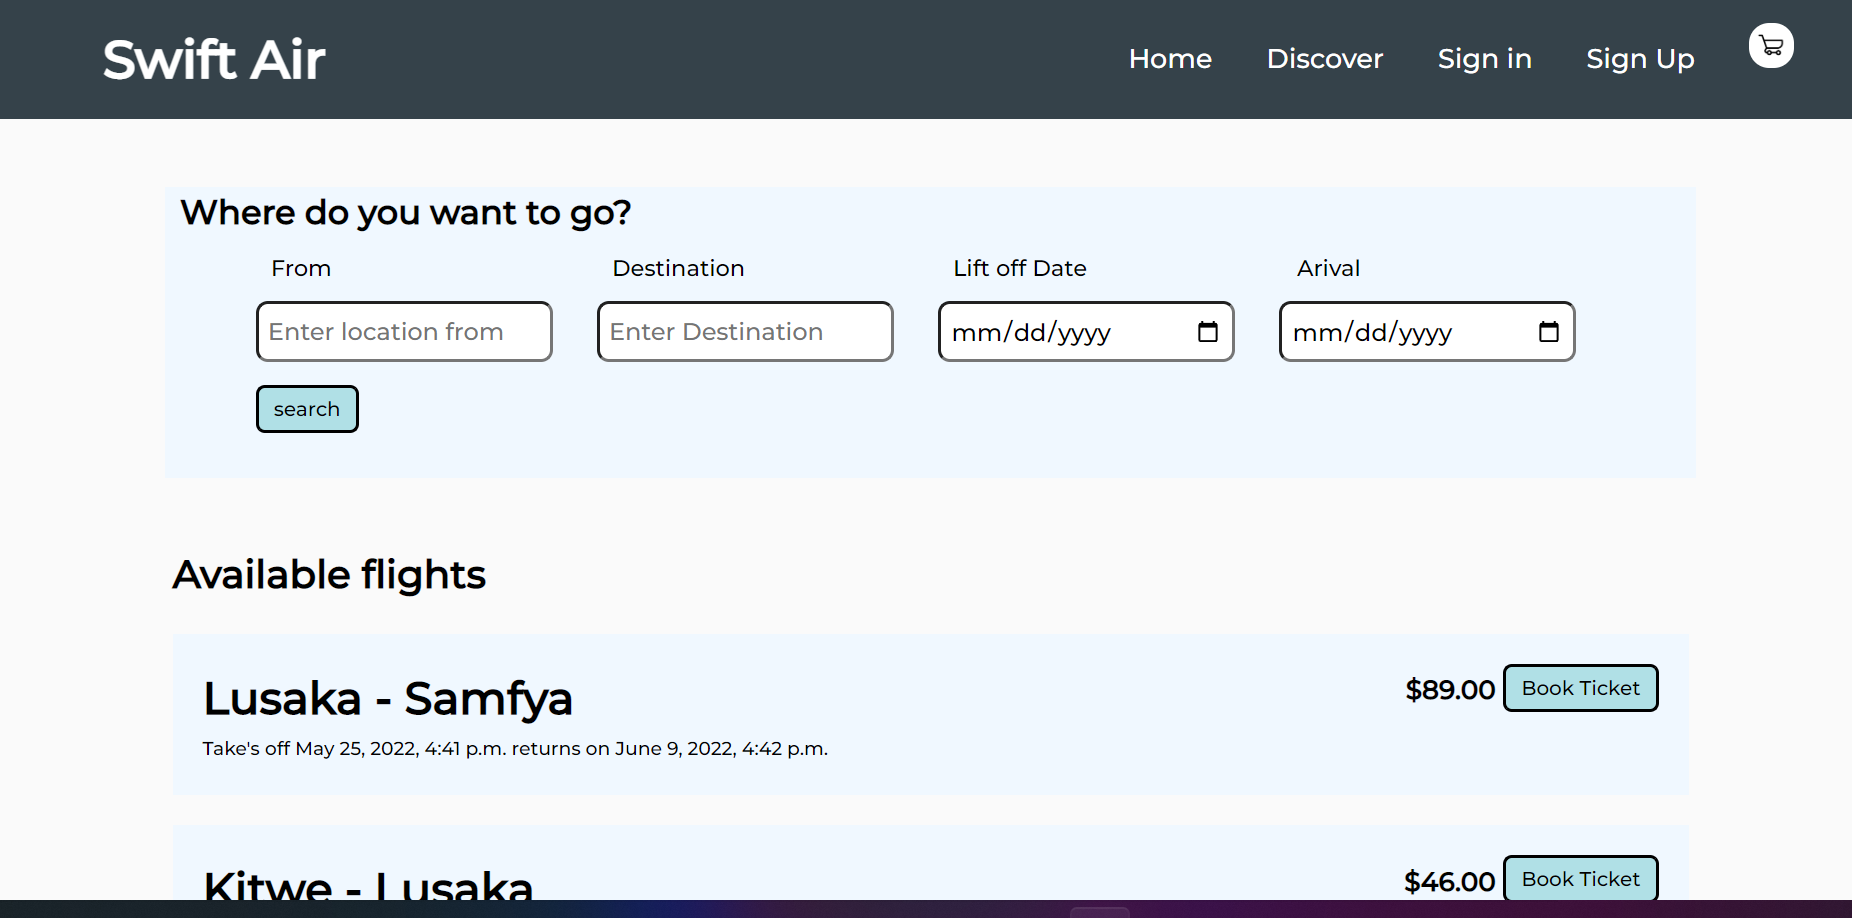 Swift Air
Home Discover Sign in Sign Up
Where do you want to go?
From Destination Lift off Date Arival
Enter location from Enter Destination mm/dd/yyyy mm/dd/yyyy
search
Available flights
Lusaka - Samfya $89.00 Book Ticket
Take's off May 25, 2022, 4:41 p.m. returns on June 9, 2022, 4:42 p.m.
Kitwe - Lusaka $46.00 Book Ticket